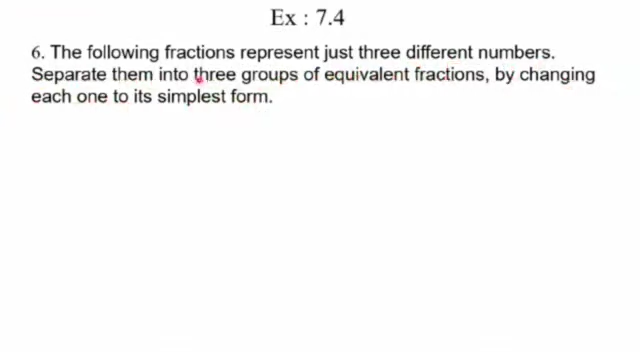 Ex : 7.4
6. The following fractions represent just three different numbers.
Separate them into three groups of equivalent fractions, by changing
each one to its simplest form.